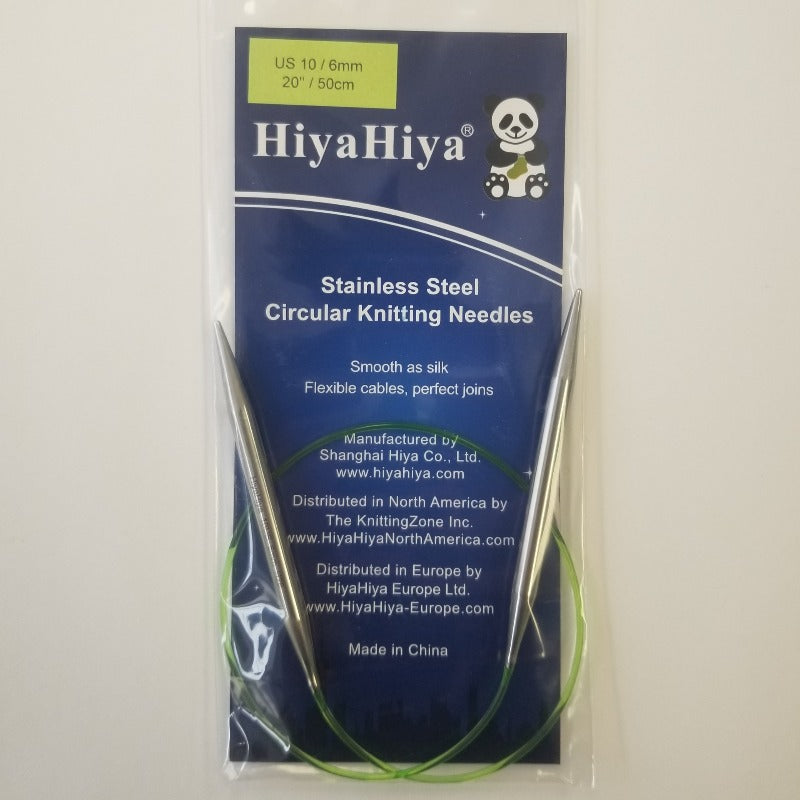 US 10 / 6mm
20" / 50cm
HiyaHiya®
Stainless Steel
Circular Knitting Needles
Smooth as silk
Flexible cables, perfect joins
Manufactured by
Shanghai Hiya Co., Ltd.
www.hiyahiya.com
Distributed in North America by
The KnittingZone Inc.
www.HiyaHiyaNorthAmerica.com
Distributed in Europe by
HiyaHiya Europe Ltd.
www.HiyaHiya-Europe.com
Made in China